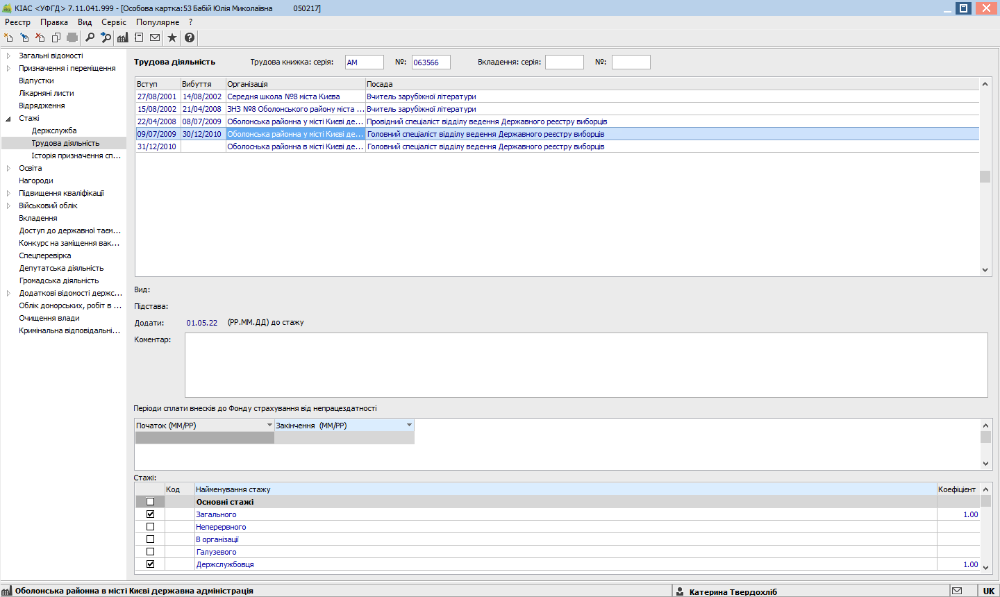 КІАС <УФГД> 7.11.041.999 - [Особова картка:53 Бабій Юлія Миколаївна 050217]
Реєстр Правка Вид Сервіс Популярне ?
Загальні відомості
Призначення і переміщення
Відпустки
Лікарняні листи
Відрядження
Стажі
Держслужба
Трудова діяльність
Історія призначення сп...
Освіта
Нагороди
Підвищення кваліфікації
Військовий облік
Вкладення
Доступ до державної таєм...
Конкурс на заміщення вак...
Спецперевірка
Депутатська діяльність
Громадська діяльність
Додаткові відомості держс...
Облік донорських, робіт в ...
Очищення влади
Кримінальна відповідальні...
Трудова діяльність Трудова книжка: серія: АМ №: 063566 Вкладення: серія: №:
Вступ Вибуття Організація Посада
27/08/2001 14/08/2002 Середня школа №8 міста Києва Вчитель зарубіжної літератури
15/08/2002 21/04/2008 ЗНЗ №8 Оболонського району міста ... Вчитель зарубіжної літератури
22/04/2008 08/07/2009 Оболонська районна у місті Києві де... Провідний спеціаліст відділу ведення Державного реєстру виборців
09/07/2009 30/12/2010 Оболонська районна у місті Києві де... Головний спеціаліст відділу ведення Державного реєстру виборців
31/12/2010 Оболоснька районна в місті Києві де... Головний спеціаліст відділу ведення Державного реєстру виборців
Вид:
Підстава:
Додати: 01.05.22 (РР.ММ.ДД) до стажу
Коментар:
Періоди сплати внесків до Фонду страхування від непрацездатності
Початок (ММ/РР) Закінчення (ММ/РР)
Стажі:
Код Найменування стажу Коефіцієнт
Основні стажі
Загального 1.00
Неперервного
В організації
Галузевого
Держслужбовця 1.00
Оболонська районна в місті Києві державна адміністрація Катерина Твердохліб UK